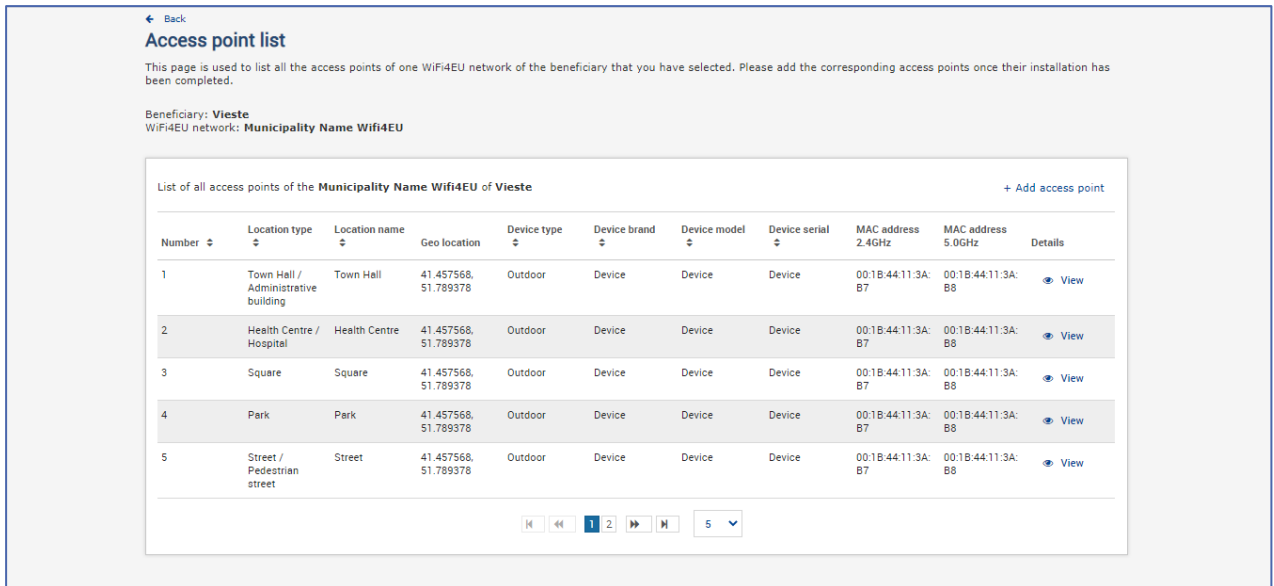 Back
Access point list
This page is used to list all the access points of one WiFi4EU network of the beneficiary that you have selected. Please add the corresponding access points once their installation has
been completed.
Beneficiary: Vieste
WiFi4EU network: Municipality Name Wifi4EU
List of all access points of the Municipality Name Wifi4EU of Vieste
+ Add access point
Number
Location type
Location name
Geo location
Device type
Device brand
Device model
Device serial
MAC address
2.4GHz
MAC address
5.0GHz
Details
1
Town Hall /
Administrative
building
Town Hall
41.457568,
51.789378
Outdoor
Device
Device
Device
00:1B:44:11:3A:
B7
00:1B:44:11:3A:
B8
View
2
Health Centre /
Hospital
Health Centre
41.457568,
51.789378
Outdoor
Device
Device
Device
00:1B:44:11:3A:
B7
00:1B:44:11:3A:
B8
View
3
Square
Square
41.457568,
51.789378
Outdoor
Device
Device
Device
00:1B:44:11:3A:
B7
00:1B:44:11:3A:
B8
View
4
Park
Park
41.457568,
51.789378
Outdoor
Device
Device
Device
00:1B:44:11:3A:
B7
00:1B:44:11:3A:
B8
View
5
Street /
Pedestrian
street
Street
41.457568,
51.789378
Outdoor
Device
Device
Device
00:1B:44:11:3A:
B7
00:1B:44:11:3A:
B8
View
1 2 5